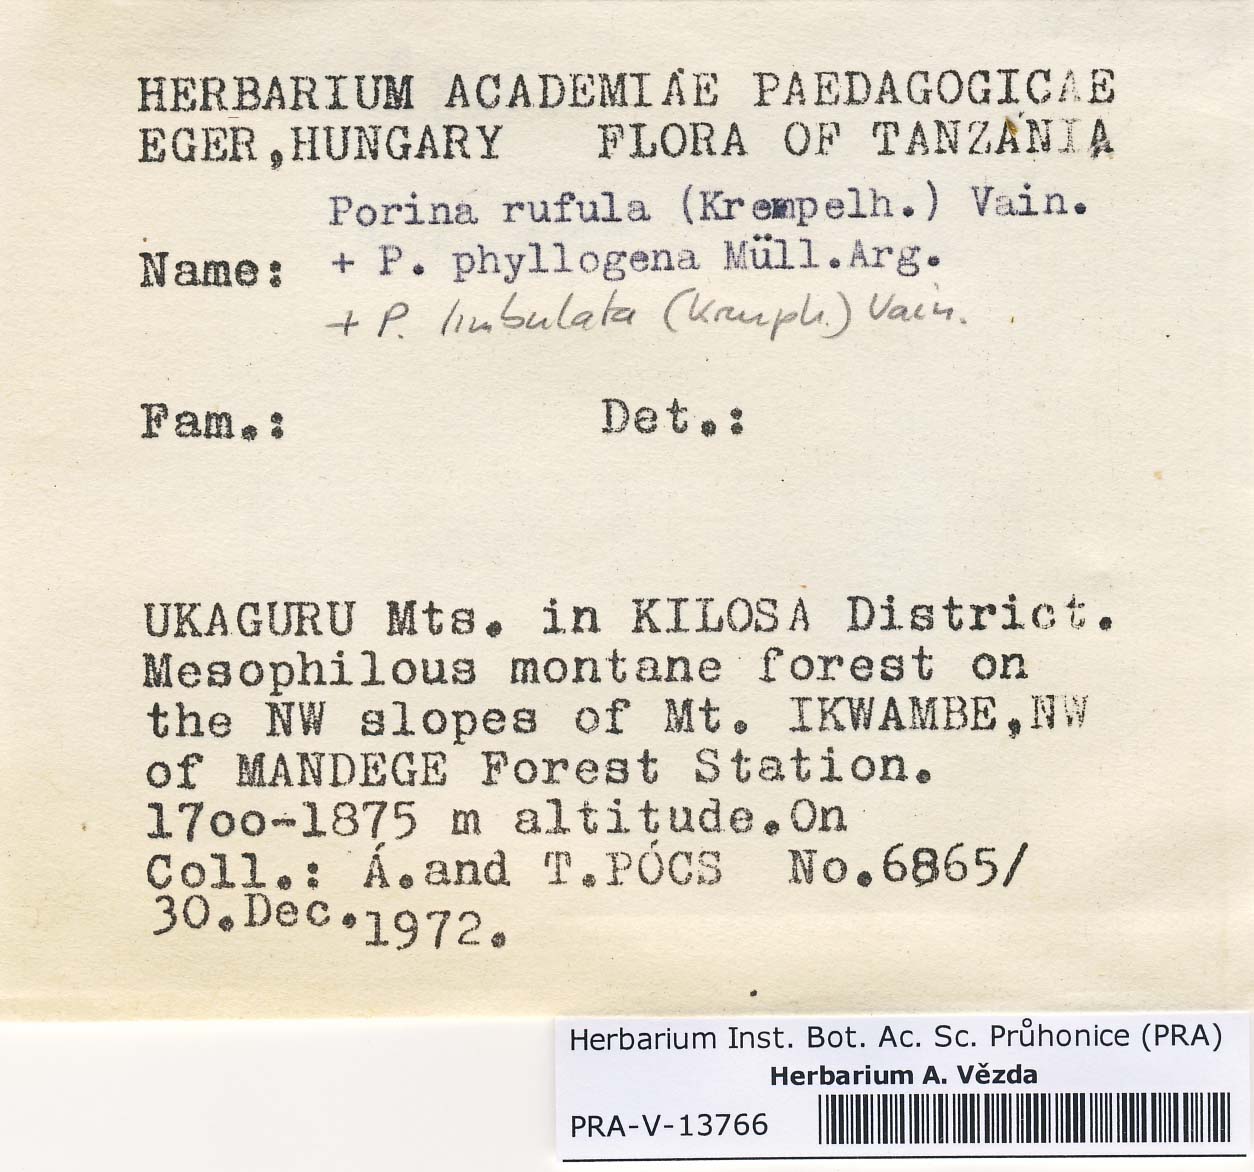 HERBARIUM ACADEMIAE PAEDAGOGICAE
EGER,HUNGARY FLORA OF TANZANIA
Porina rufula (Krempelh.) Vain.
Name: + P. phyllogena Müll.Arg.
+ P. limbulata (Krmph.) Vain.
Fam.: Det.:
UKAGURU Mts. in KILOSA District.
Mesophilous montane forest on
the NW slopes of Mt. IKWAMBE,NW
of MANDEGE Forest Station.
1700-1875 m altitude.On
Coll.: Á.and T.PÓCS No.6865/
30.Dec.1972.
Herbarium Inst. Bot. Ac. Sc. Průhonice (PRA)
Herbarium A. Vězda
PRA-V-13766